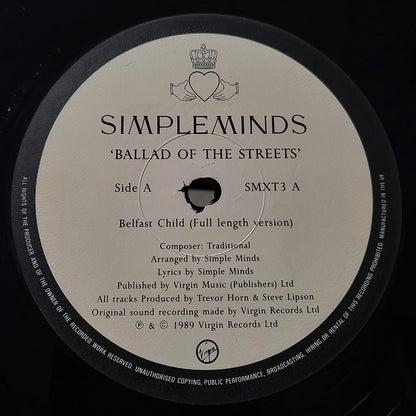 SIMPLEMINDS
'BALLAD OF THE STREETS'
Side A SMXT3 A
Belfast Child (Full length version)
Composer: Traditional
Arranged by Simple Minds
Lyrics by Simple Minds
Published by Virgin Music (Publishers) Ltd
All tracks Produced by Trevor Horn & Steve Lipson
Original sound recording made by Virgin Records Ltd
℗ & © 1989 Virgin Records Ltd
Virgin
ALL RIGHTS OF THE PRODUCER AND OF THE OWNER OF THE RECORDED WORK RESERVED. UNAUTHORISED COPYING, PUBLIC PERFORMANCE, BROADCASTING, HIRING OR RENTAL OF THIS RECORDING PROHIBITED. MANUFACTURED IN THE UK